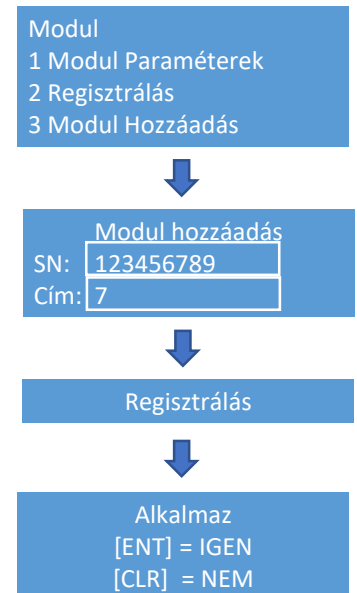 Modul
1 Modul Paraméterek
2 Regisztrálás
3 Modul Hozzáadás
Modul hozzáadás
SN: 123456789
Cím: 7
Regisztrálás
Alkalmaz
[ENT] = IGEN
[CLR] = NEM